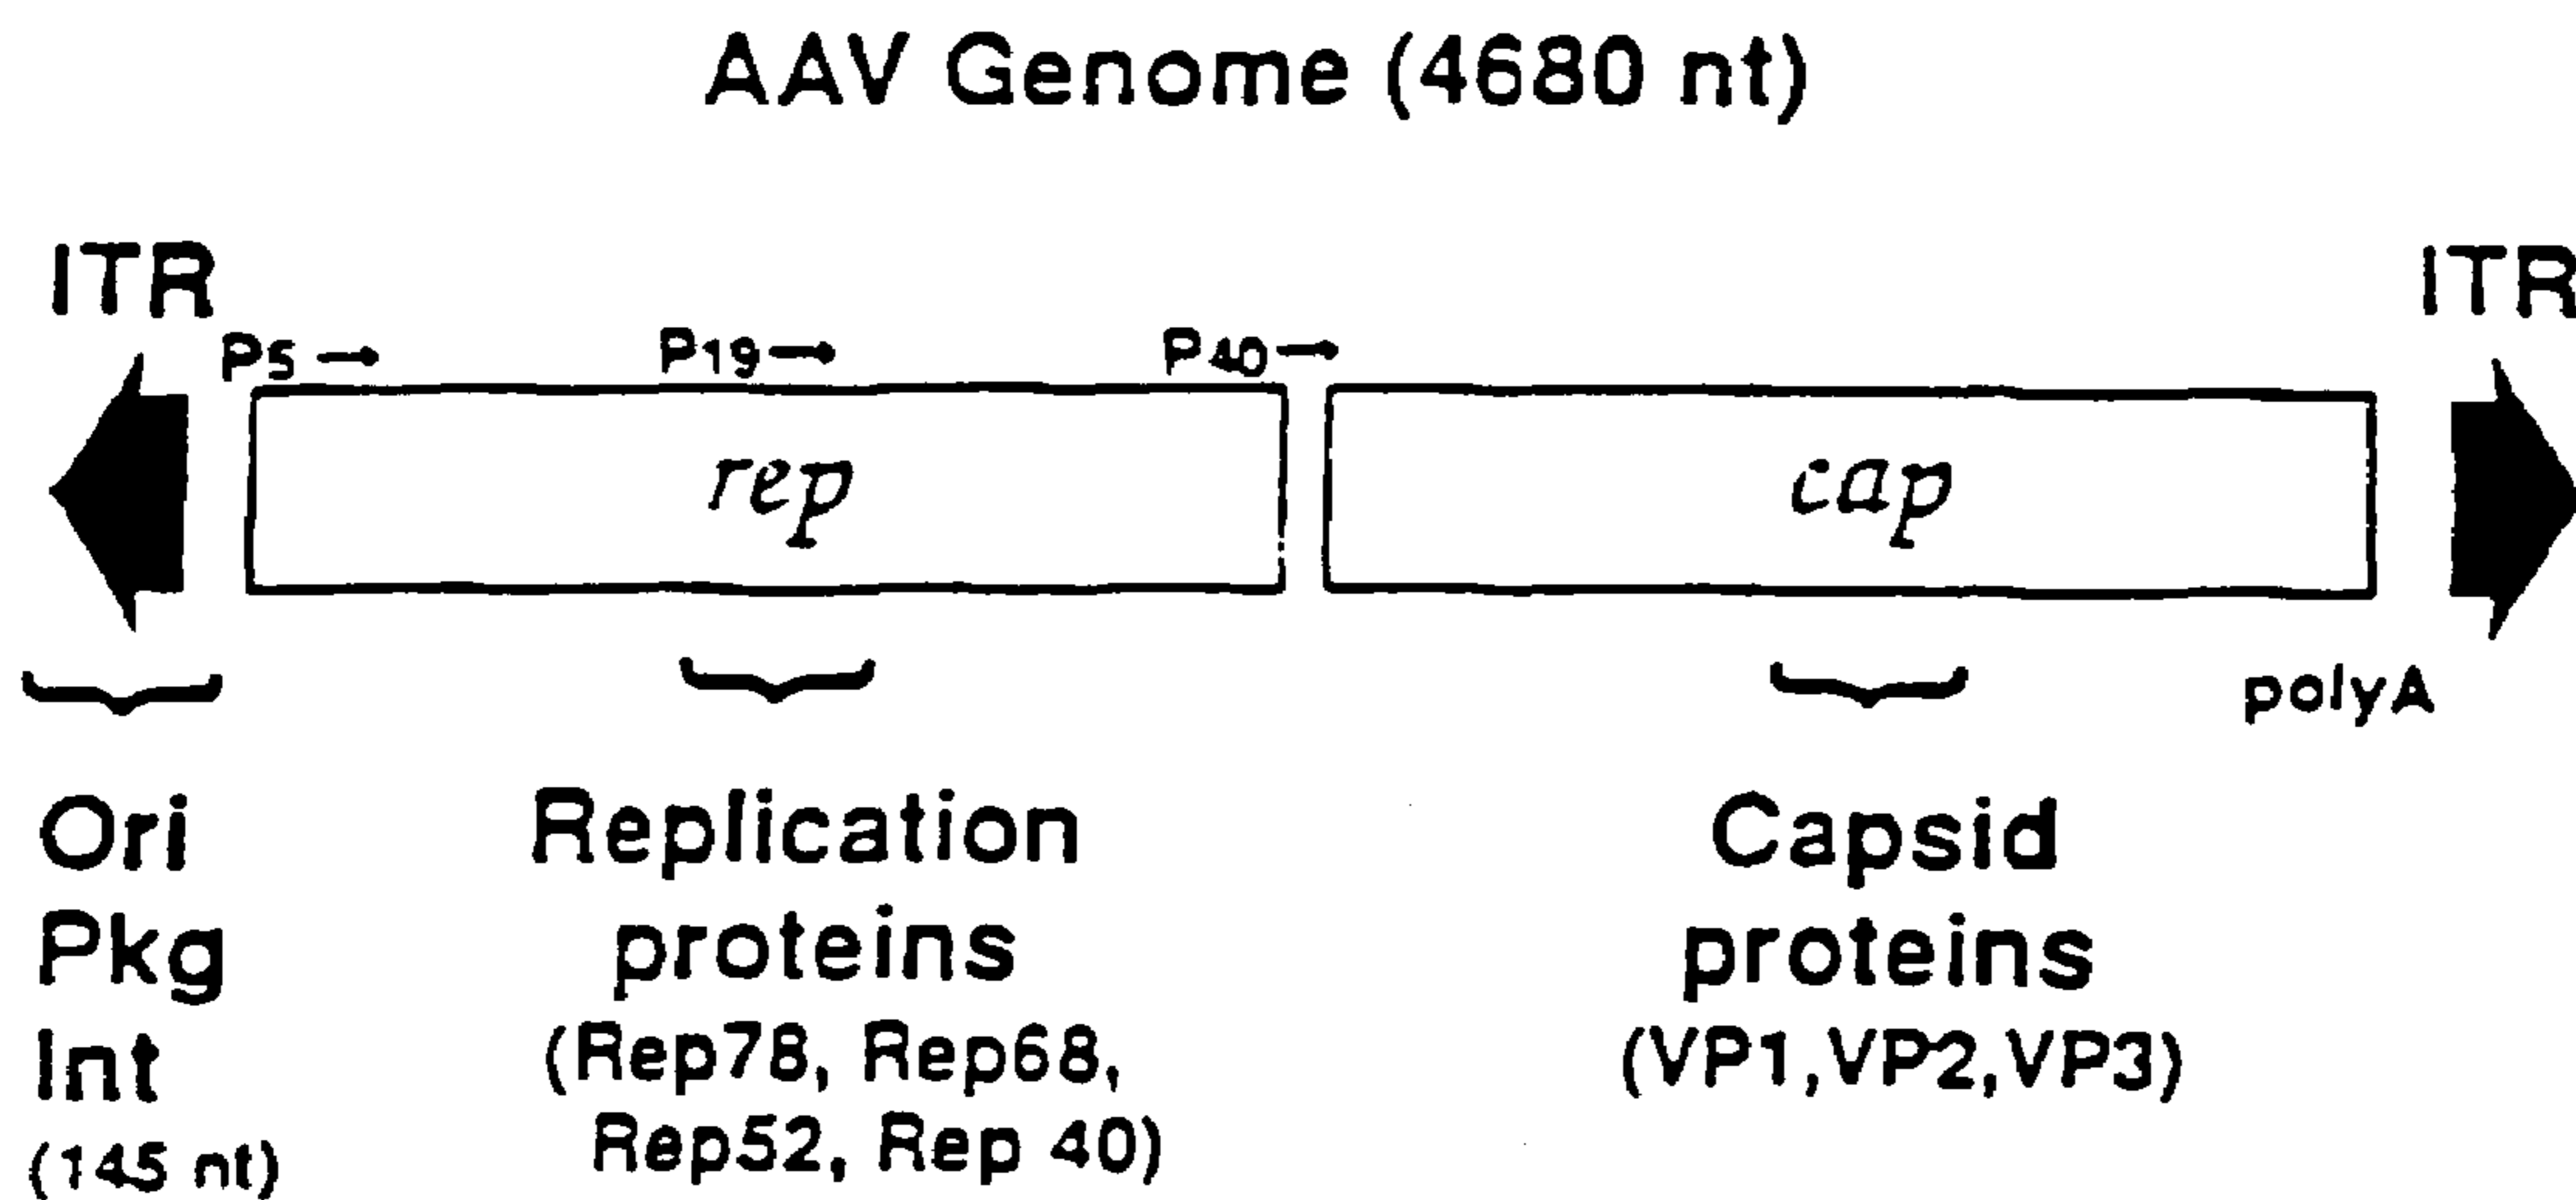 AAV Genome (4680 nt)
ITR
ITR
P5 →
P19 →
P40 →
rep
cap
polyA
Ori
Pkg
Int
(145 nt)
Replication
proteins
(Rep78, Rep68,
Rep52, Rep 40)
Capsid
proteins
(VP1,VP2,VP3)